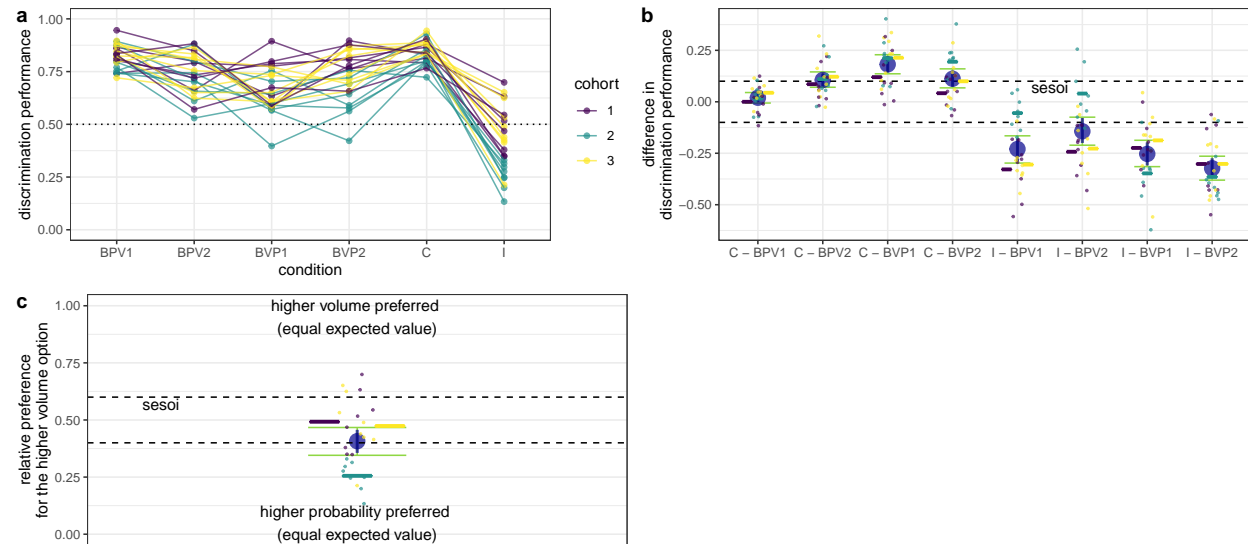 a
discrimination performance
1.00
0.75
0.50
0.25
0.00
BPV1 BPV2 BVP1 BVP2 C I
condition
cohort
1
2
3
b
difference in
discrimination performance
0.25
0.00
−0.25
−0.50
sesoi
C − BPV1 C − BPV2 C − BVP1 C − BVP2 I − BPV1 I − BPV2 I − BVP1 I − BVP2
c
relative preference
for the higher volume option
1.00
0.75
0.50
0.25
0.00
higher volume preferred
(equal expected value)
sesoi
higher probability preferred
(equal expected value)